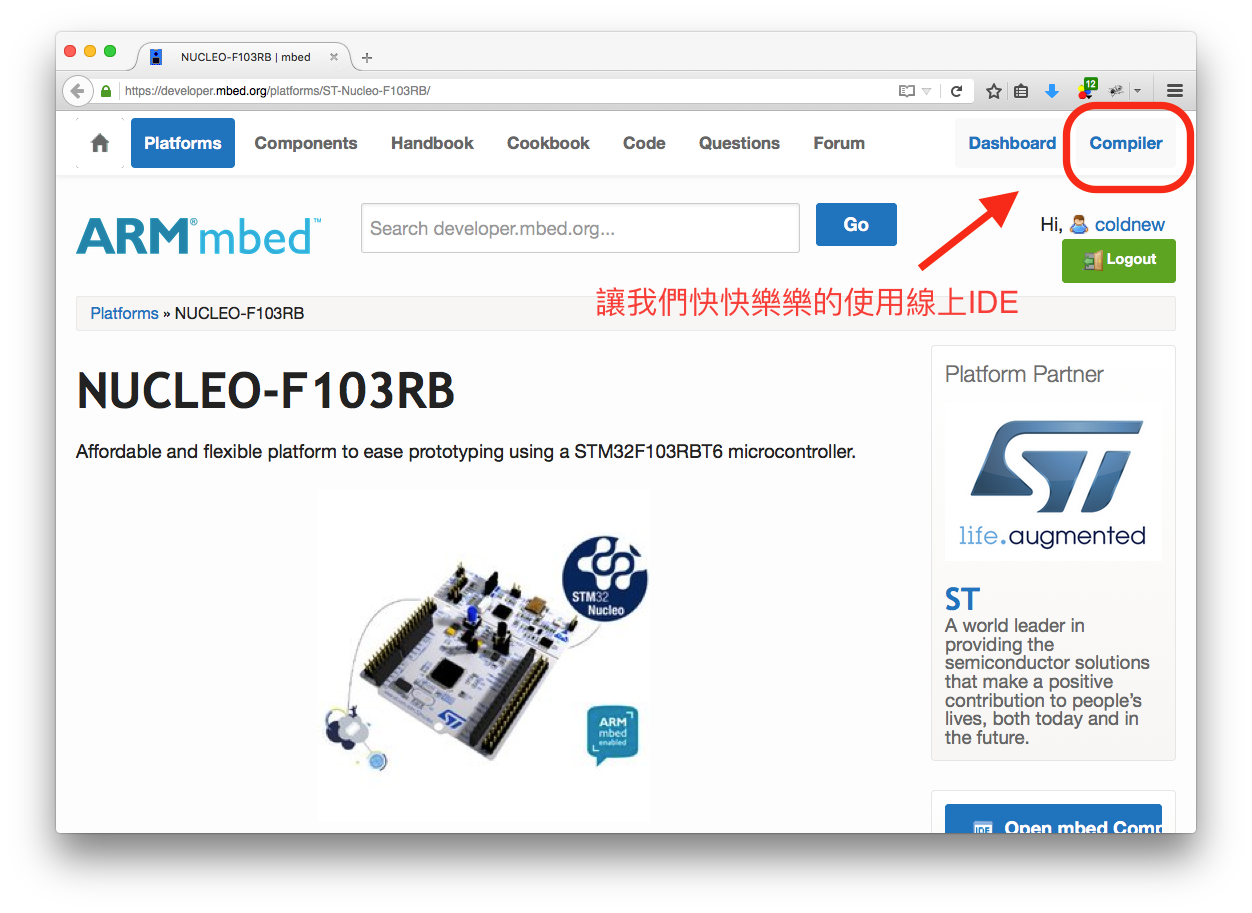 NUCLEO-F103RB | mbed
https://developer.mbed.org/platforms/ST-Nucleo-F103RB/
12
Platforms Components Handbook Cookbook Code Questions Forum Dashboard Compiler
ARM®mbed™
Search developer.mbed.org...
Go
Hi, coldnew
Logout
讓我們快快樂樂的使用線上IDE
Platforms » NUCLEO-F103RB
NUCLEO-F103RB
Affordable and flexible platform to ease prototyping using a STM32F103RBT6 microcontroller.
STM32
Nucleo
ST
ARM
mbed
enabled
Platform Partner
ST
life.augmented
ST
A world leader in
providing the
semiconductor solutions
that make a positive
contribution to people's
lives, both today and in
the future.
IDE Open mbed Comp